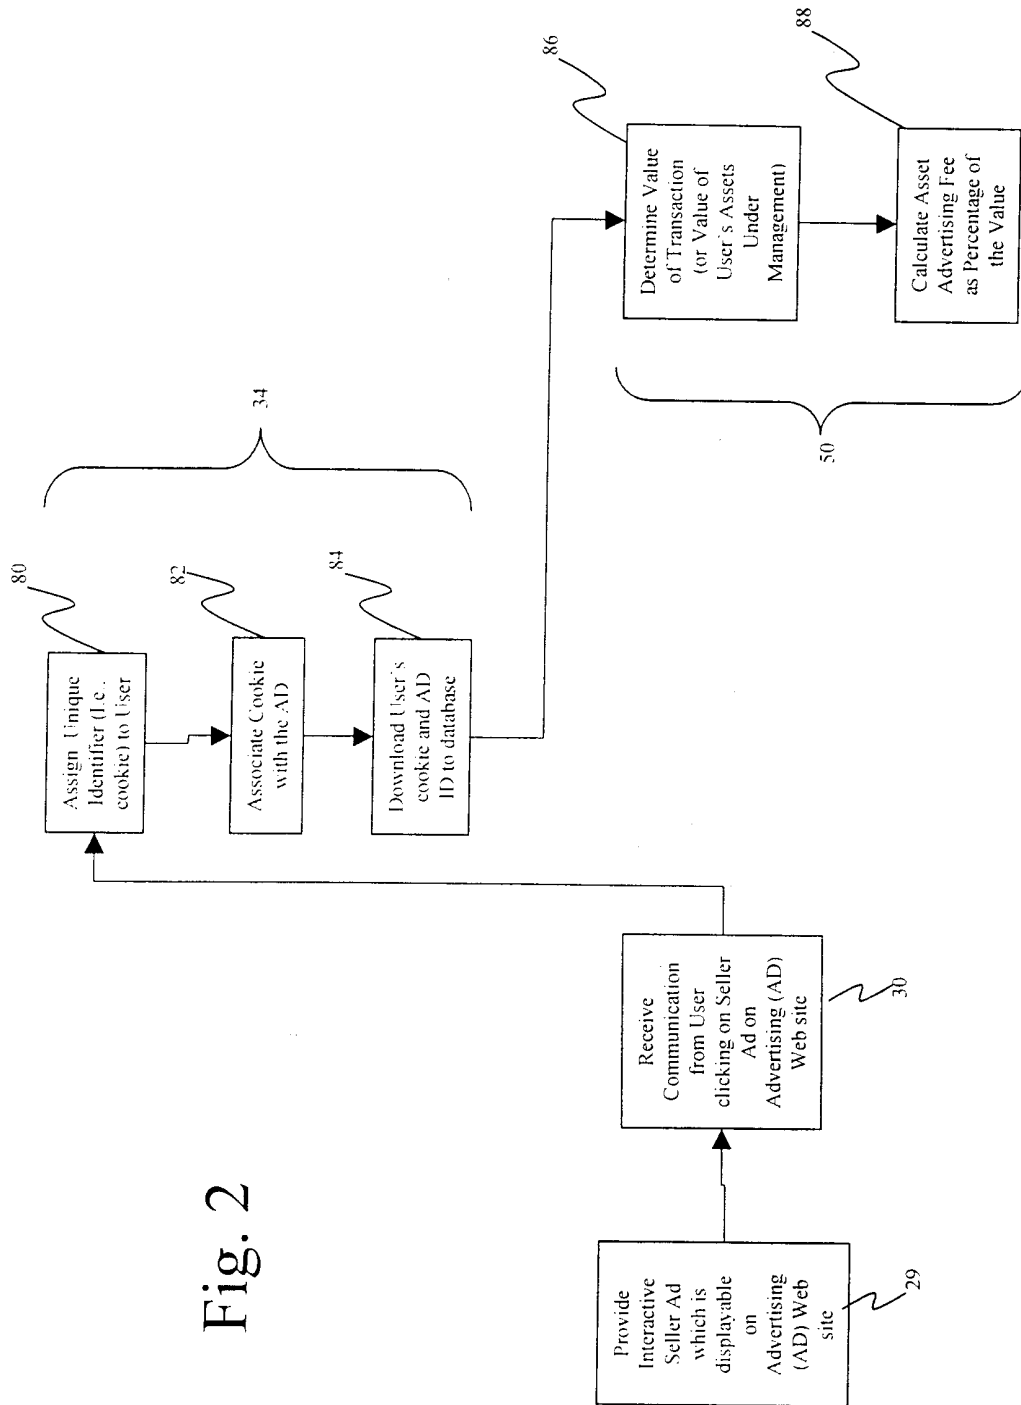 Fig. 2
Provide
Interactive
Seller Ad
which is
displayable
on
Advertising
(AD) Web
site
29
Receive
Communication
from User
clicking on Seller
Ad on
Advertising (AD)
Web site
30
Assign Unique
Identifier (I.e..
cookie) to User
80
Associate Cookie
with the AD
82
Download User's
cookie and AD
ID to database
84
34
Determine Value
of Transaction
(or Value of
User's Assets
Under
Management)
86
Calculate Asset
Advertising Fee
as Percentage of
the Value
88
50